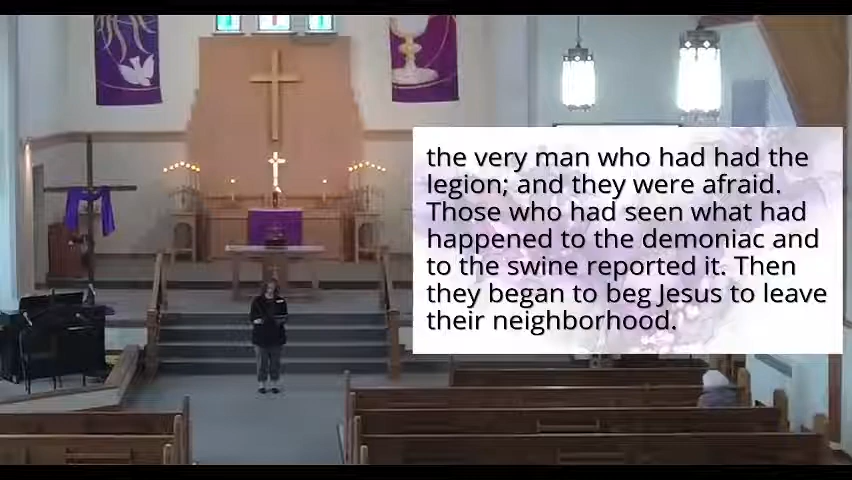 the very man who had had the
legion; and they were afraid.
Those who had seen what had
happened to the demoniac and
to the swine reported it. Then
they began to beg Jesus to leave
their neighborhood.